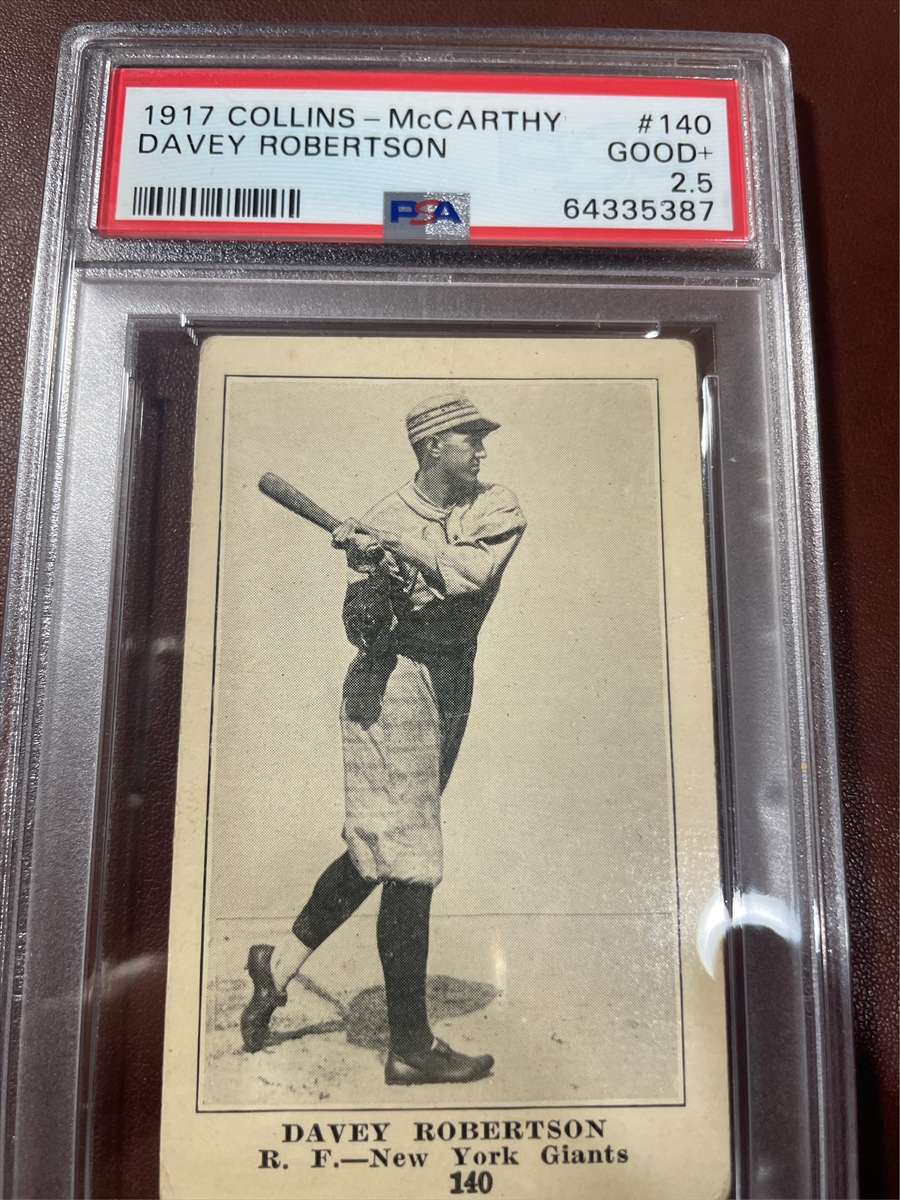 1917 COLLINS - McCARTHY #140
DAVEY ROBERTSON GOOD+
2.5
PSA 64335387
DAVEY ROBERTSON
R. F.—New York Giants
140